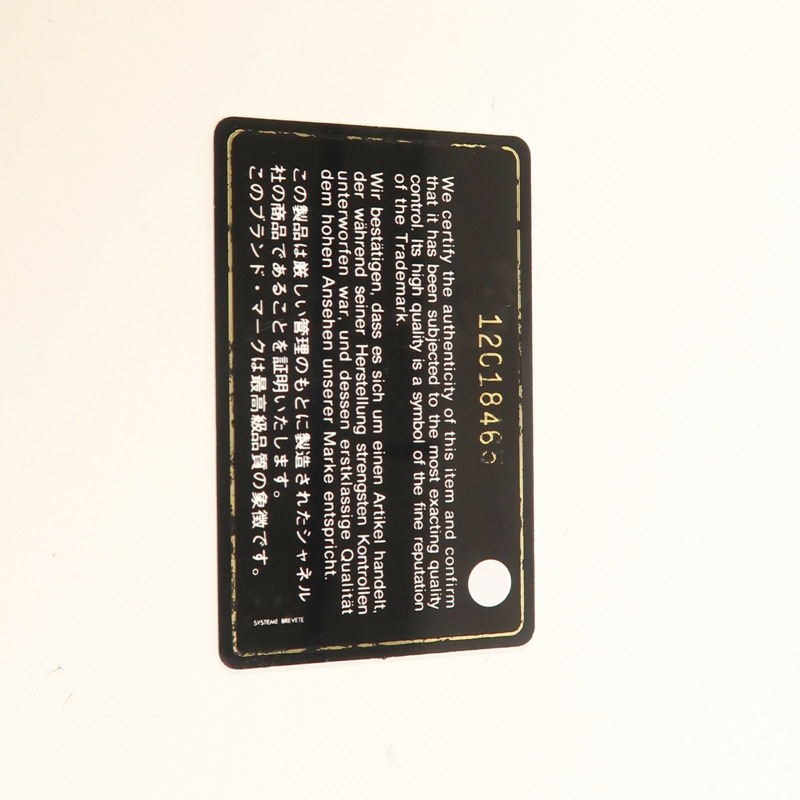 12018465
We certify the authenticity of this item and confirm
that it has been subjected to the most exacting quality
control. Its high quality is a symbol of the fine reputation
of the Trademark.
Wir bestätigen, dass es sich um einen Artikel handelt,
der während seiner Herstellung strengsten Kontrollen
unterworfen war, und dessen erstklassige Qualität
dem hohen Ansehen unserer Marke entspricht.
この製品は厳しい管理のもとに製造されたシャネル
社の商品であることを証明いたします。
このブランド・マークは最高級品質の象徴です。
SYSTEME BREVETE